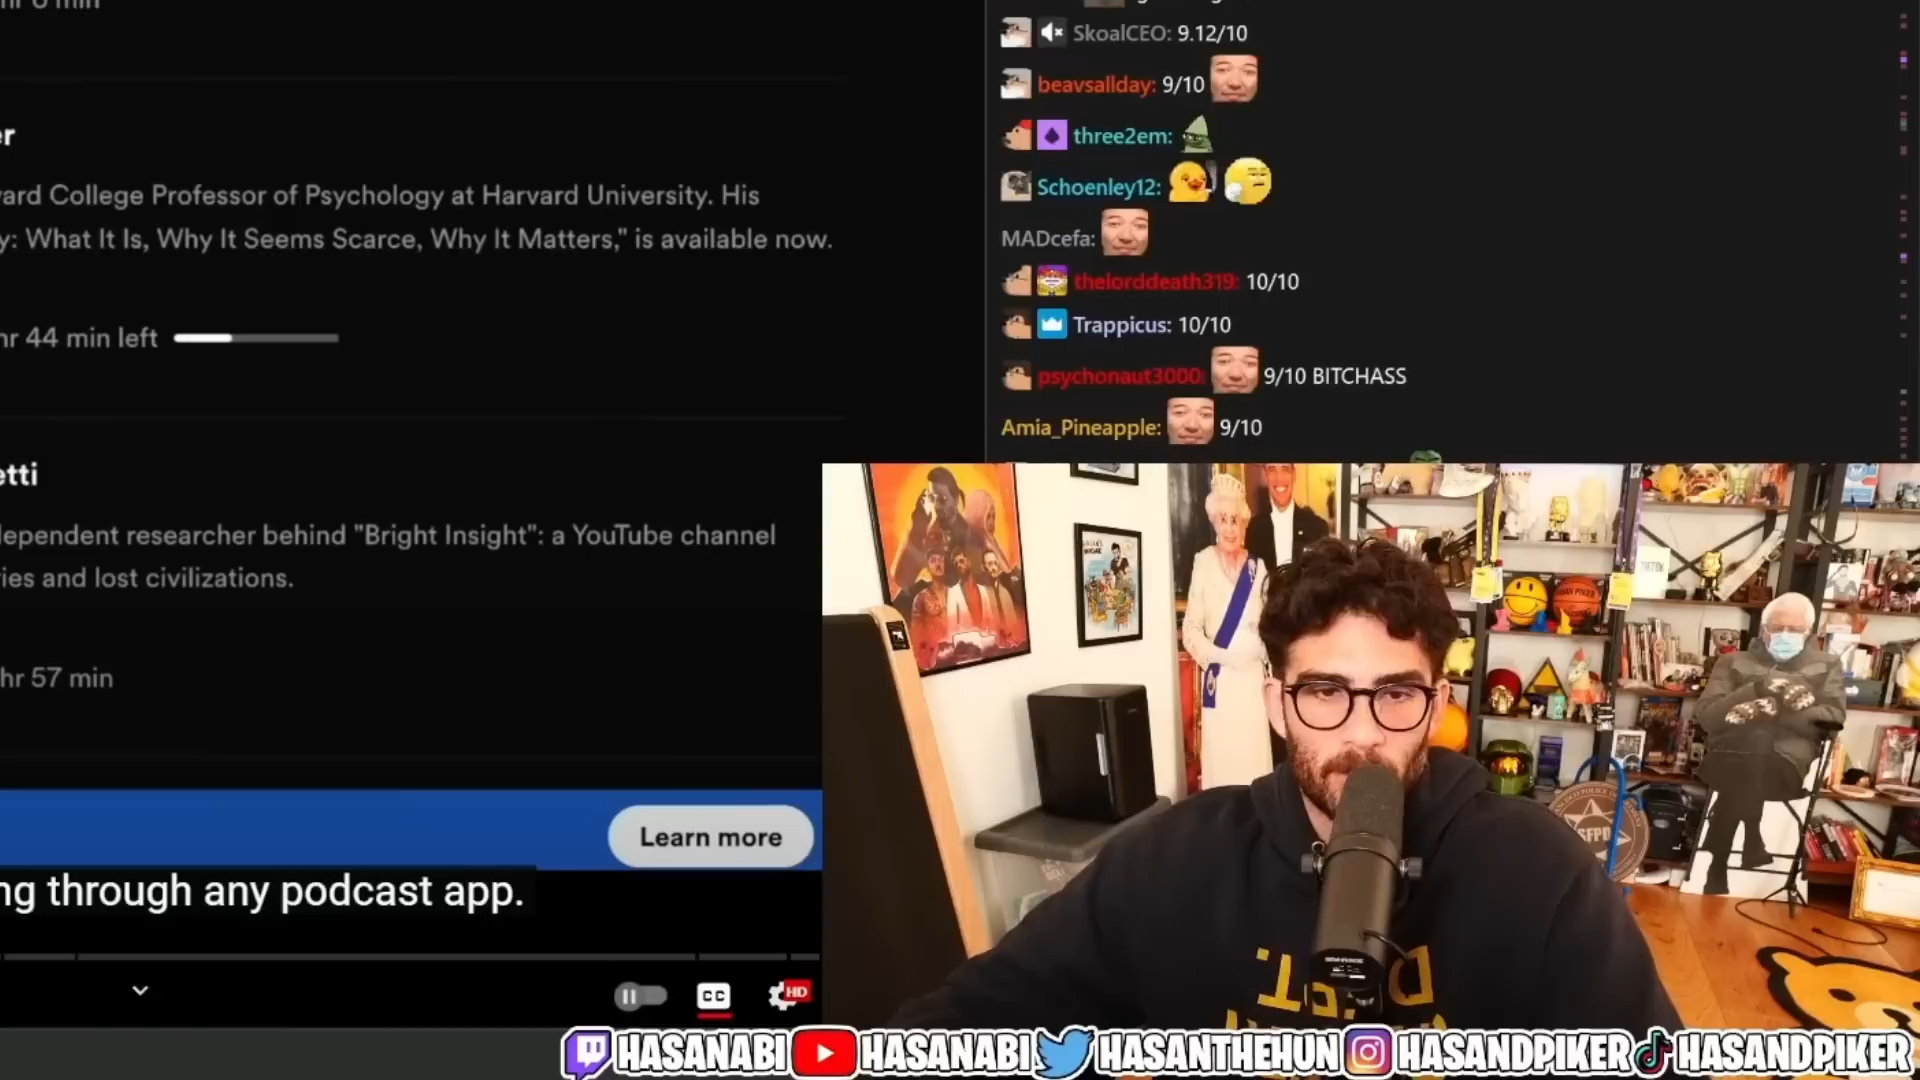 SkoalCEO: 9.12/10
beavsallday: 9/10
three2em:
Schoenley12:
MADcefa:
thelorddeath319: 10/10
Trappicus: 10/10
psychonaut3000: 9/10 BITCHASS
Amia_Pineapple: 9/10
er
ard College Professor of Psychology at Harvard University. His
y: What It Is, Why It Seems Scarce, Why It Matters," is available now.
hr 44 min left
etti
dependent researcher behind "Bright Insight": a YouTube channel
ries and lost civilizations.
hr 57 min
Learn more
ng through any podcast app.
CC
HD
SFPD
HASANABI HASANABI HASANTHEHUN HASANDPIKER HASANDPIKER